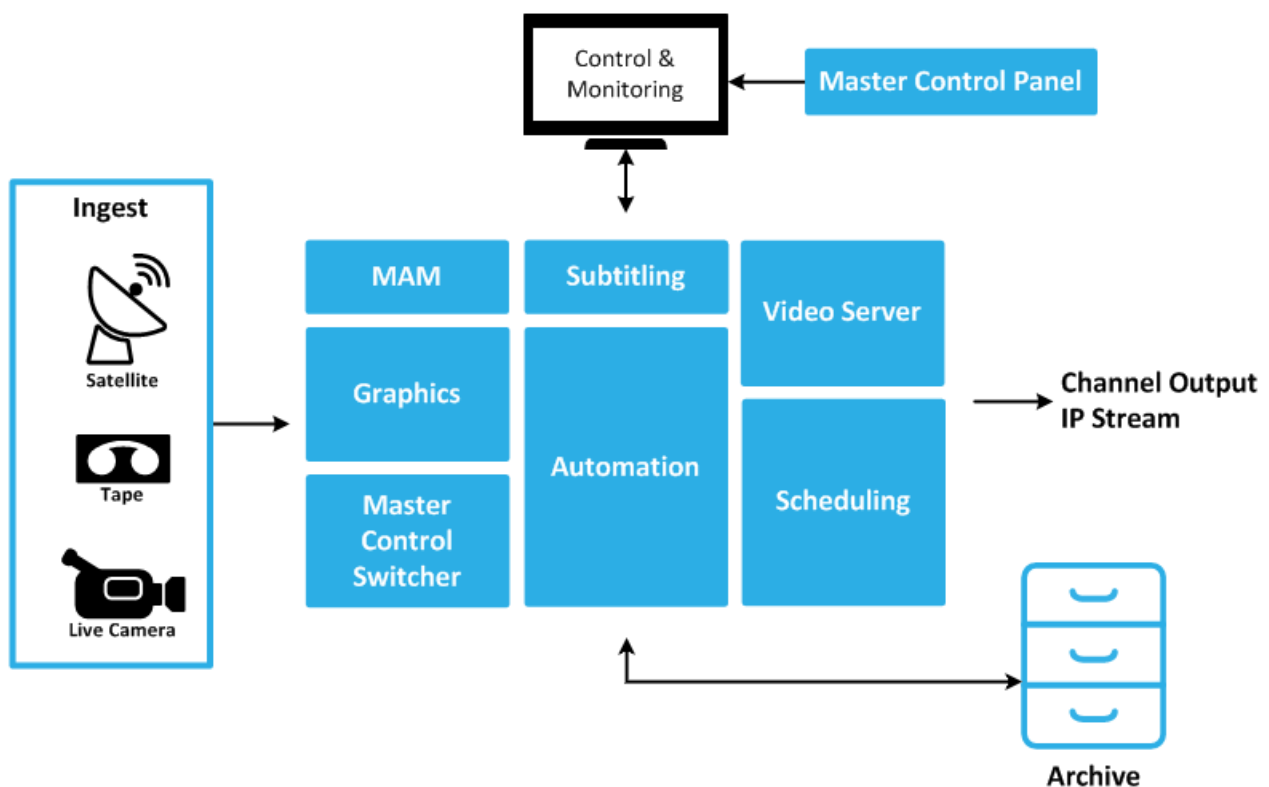 Control &
Monitoring
Master Control Panel
Ingest
Satellite
Tape
Live Camera
MAM
Subtitling
Video Server
Graphics
Automation
Scheduling
Master
Control
Switcher
Channel Output
IP Stream
Archive